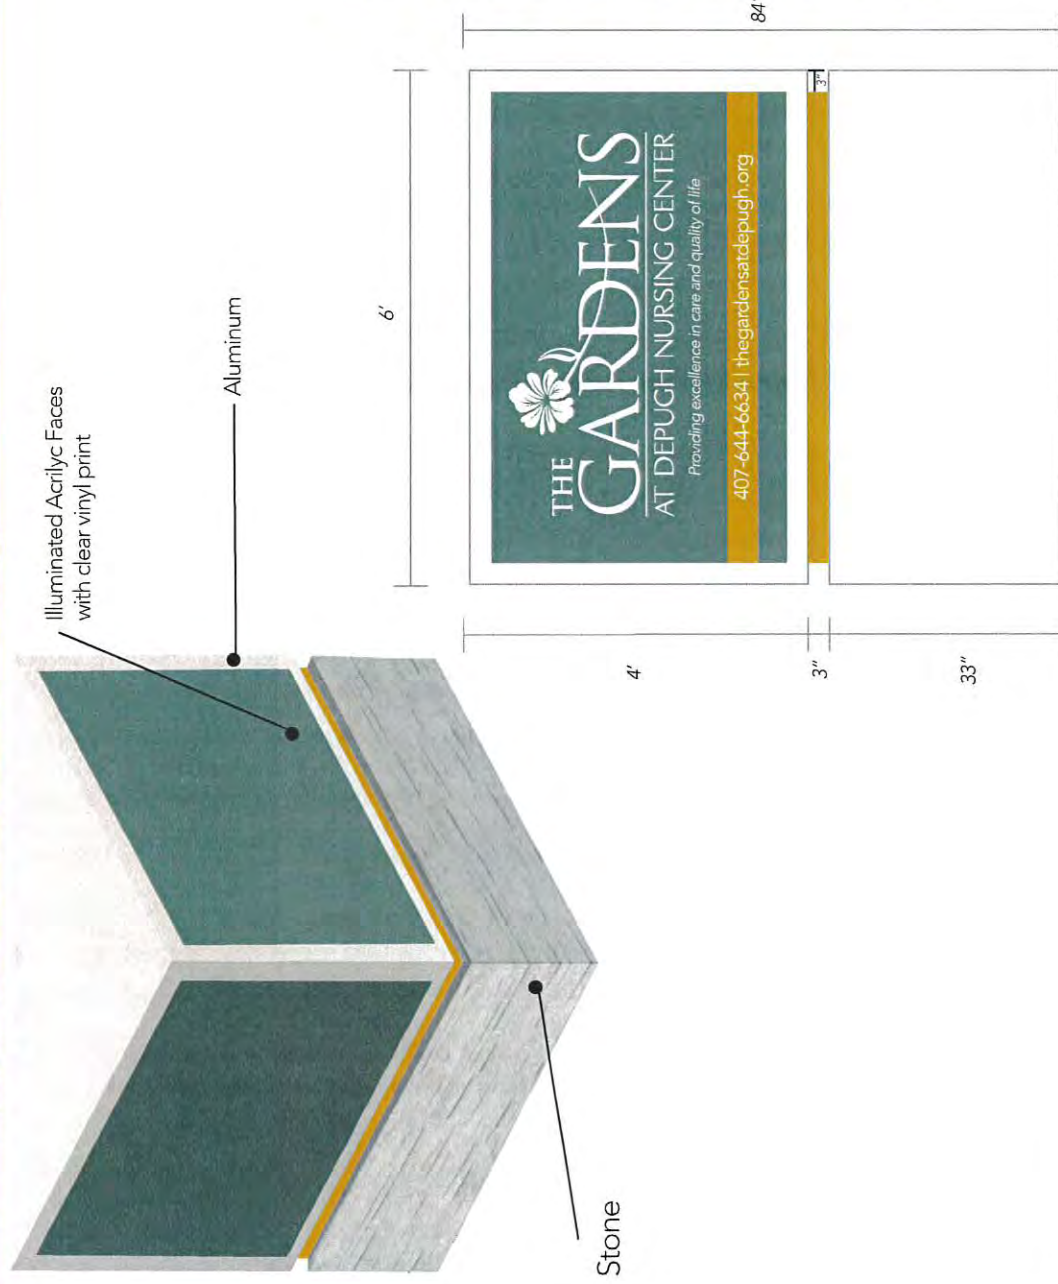 Illuminated Acrilyc Faces
with clear vinyl print
Aluminum
Stone
6'
84"
4'
3"
33"
3"
THE
GARDENS
AT DEPUGH NURSING CENTER
Providing excellence in care and quality of life
407-644-6634 | thegardensatdepugh.org